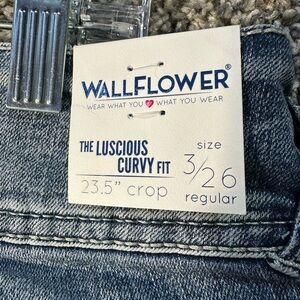 WALLFLOWER®
WEAR WHAT YOU ❤ WHAT YOU WEAR
THE LUSCIOUS
CURVY FIT
23.5" crop
size
3/26
regular